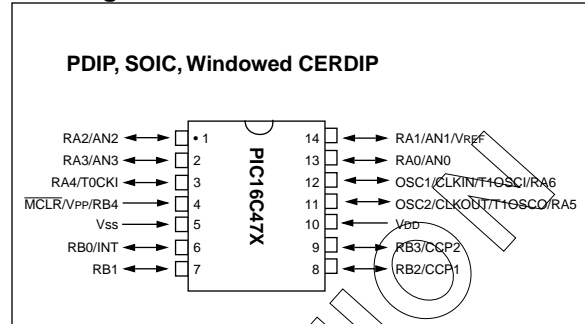 PDIP, SOIC, Windowed CERDIP
RA2/AN2 • 1 14 RA1/AN1/VREF
RA3/AN3 2 13 RA0/AN0
RA4/T0CKI 3 12 OSC1/CLKIN/T1OSCI/RA6
MCLR/VPP/RB4 4 11 OSC2/CLKOUT/T1OSCO/RA5
VSS 5 10 VDD
RB0/INT 6 9 RB3/CCP2
RB1 7 8 RB2/CCP1
PIC16C47X